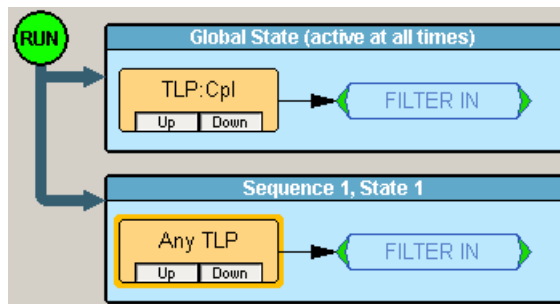 RUN
Global State (active at all times)
TLP:Cpl
FILTER IN
Up Down
Sequence 1, State 1
Any TLP
FILTER IN
Up Down